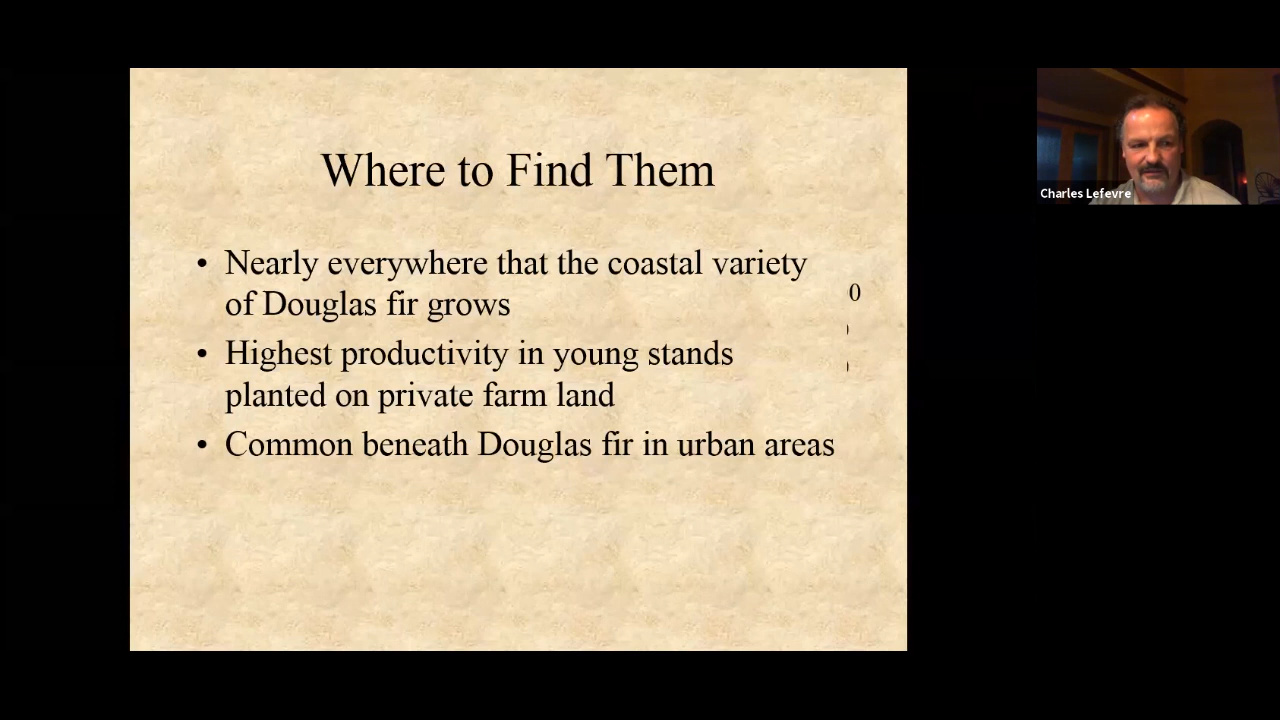 Where to Find Them
• Nearly everywhere that the coastal variety
of Douglas fir grows
• Highest productivity in young stands
planted on private farm land
• Common beneath Douglas fir in urban areas
0
Charles Lefevre